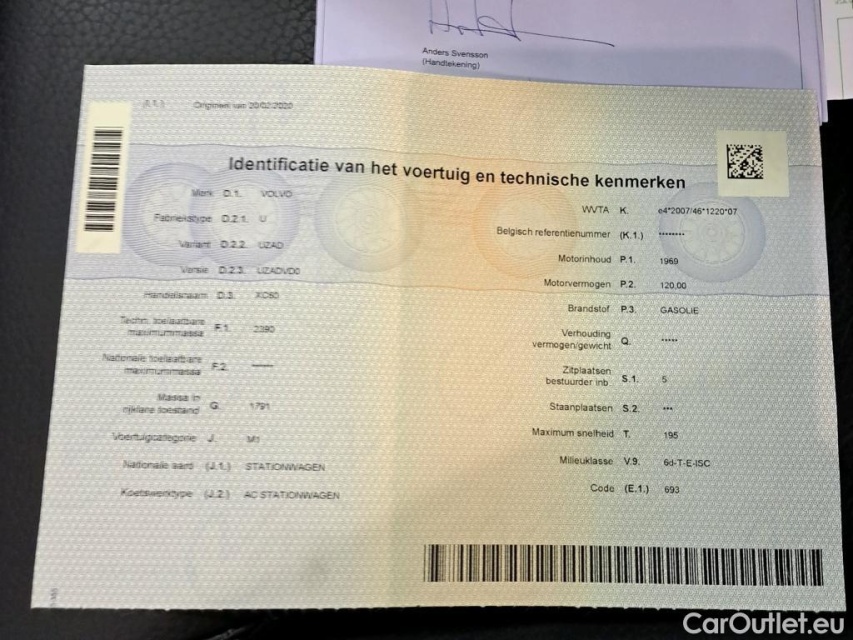 Anders Svensson
(Handtekening)
Origineel van 20/02/2020
Identificatie van het voertuig en technische kenmerken
Merk D.1. VOLVO
Fabriekstype D.2.1. U
Variant D.2.2. UZAD
Versie D.2.3. UZADVD0
Handelsnaam D.3. XC60
Techn. toelaatbare
maximummassa F.1. 2390
Nationale toelaatbare
maximummassa F.2. -----
Massa in
rijklare toestand G. 1791
Voertuigcategorie J. M1
Nationale aard (J.1.) STATIONWAGEN
Koetswerktype (J.2.) AC STATIONWAGEN
WVTA K. e4*2007/46*1220*07
Belgisch referentienummer (K.1.) ********
Motorinhoud P.1. 1969
Motorvermogen P.2. 120,00
Brandstof P.3. GASOLIE
Verhouding
vermogen/gewicht Q. *****
Zitplaatsen
bestuurder inb. S.1. 5
Staanplaatsen S.2. ***
Maximum snelheid T. 195
Milieuklasse V.9. 6d-T-E-ISC
Code (E.1.) 693
CarOutlet.eu